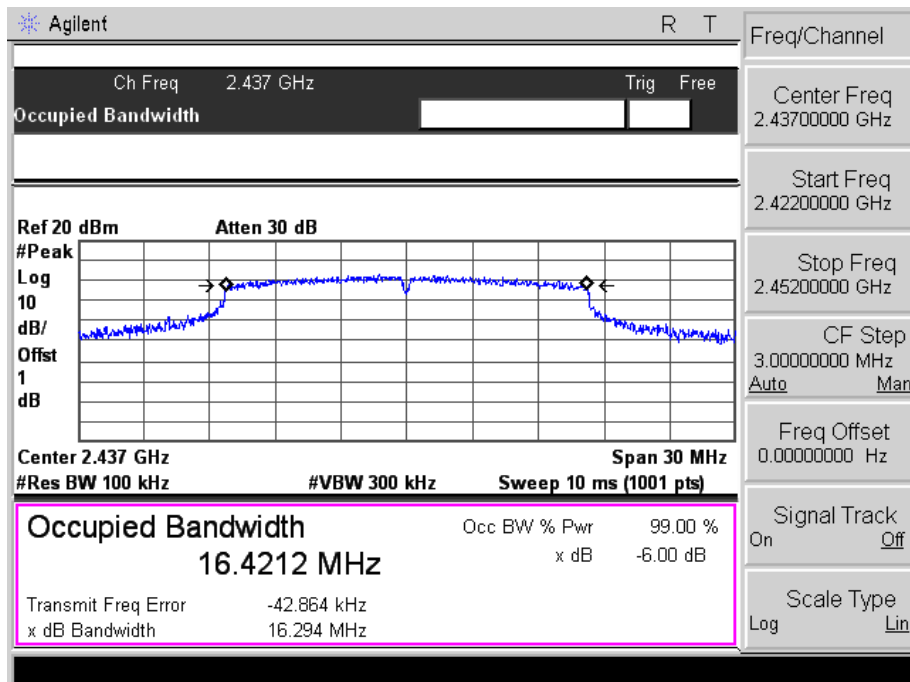 Agilent R T
Ch Freq 2.437 GHz Trig Free
Occupied Bandwidth
Ref 20 dBm Atten 30 dB
#Peak
Log
10
dB/
Offst
1
dB
Center 2.437 GHz Span 30 MHz
#Res BW 100 kHz #VBW 300 kHz Sweep 10 ms (1001 pts)
Occupied Bandwidth Occ BW % Pwr 99.00 %
16.4212 MHz x dB -6.00 dB
Transmit Freq Error -42.864 kHz
x dB Bandwidth 16.294 MHz
Freq/Channel
Center Freq
2.43700000 GHz
Start Freq
2.42200000 GHz
Stop Freq
2.45200000 GHz
CF Step
3.00000000 MHz
Auto Man
Freq Offset
0.00000000 Hz
Signal Track
On Off
Scale Type
Log Lin